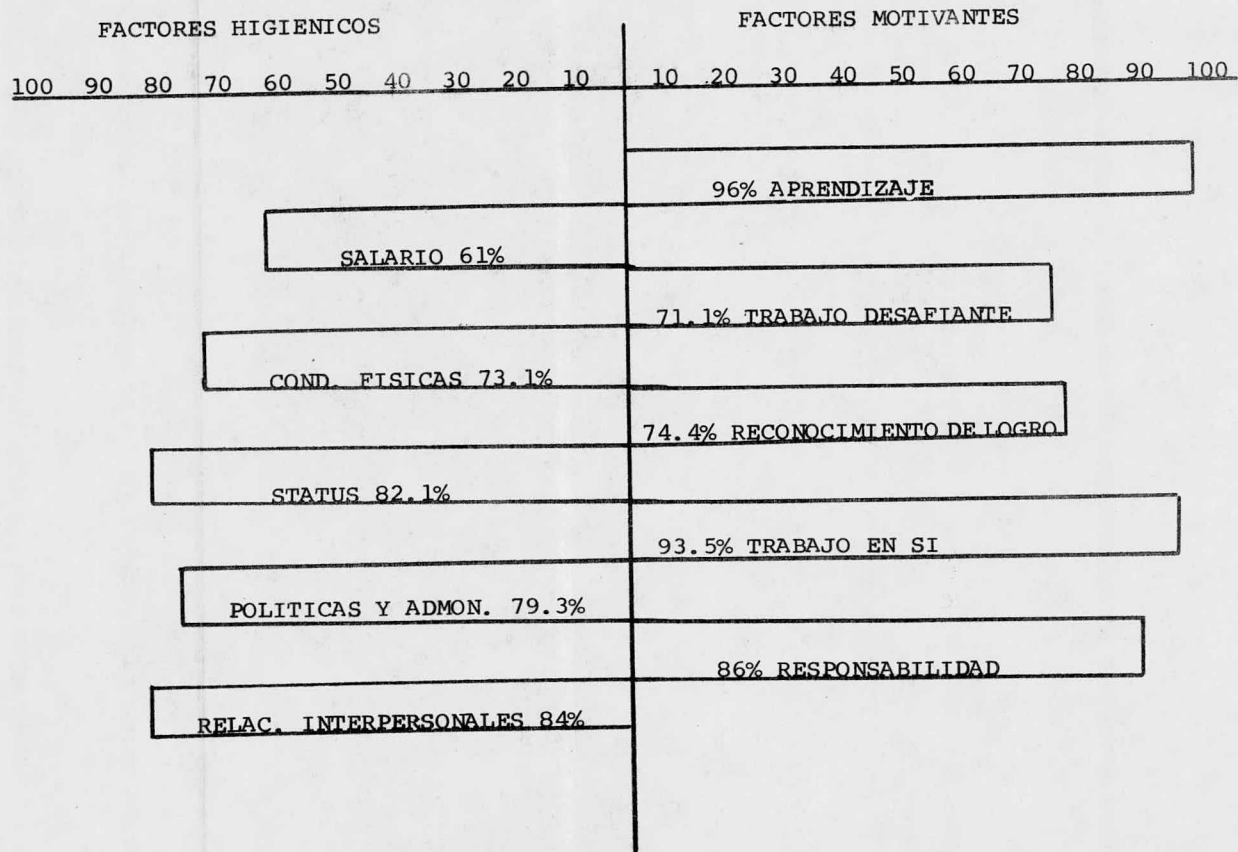 FACTORES HIGIENICOS
FACTORES MOTIVANTES
100 90 80 70 60 50 40 30 20 10 10 20 30 40 50 60 70 80 90 100
96% APRENDIZAJE
SALARIO 61%
71.1% TRABAJO DESAFIANTE
COND. FISICAS 73.1%
74.4% RECONOCIMIENTO DE LOGRO
STATUS 82.1%
93.5% TRABAJO EN SI
POLITICAS Y ADMON. 79.3%
86% RESPONSABILIDAD
RELAC. INTERPERSONALES 84%